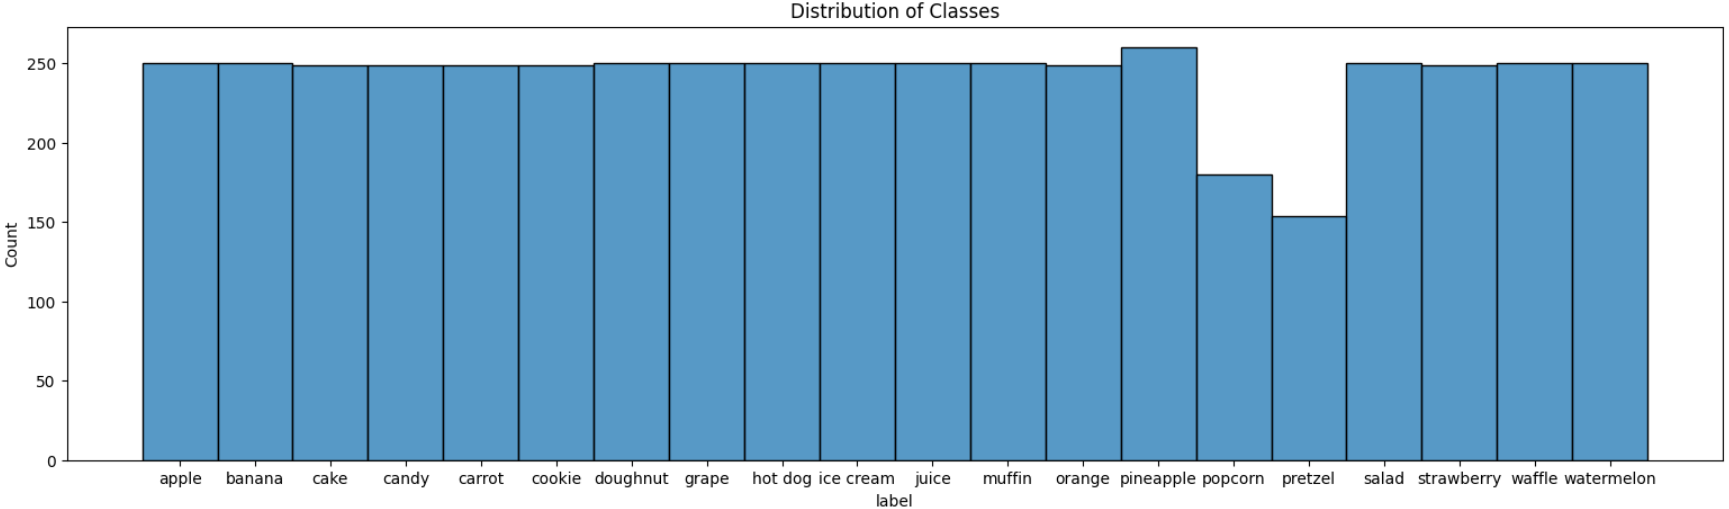 Distribution of Classes
250
200
150
100
50
0
Count
apple banana cake candy carrot cookie doughnut grape hot dog ice cream juice muffin orange pineapple popcorn pretzel salad strawberry waffle watermelon
label